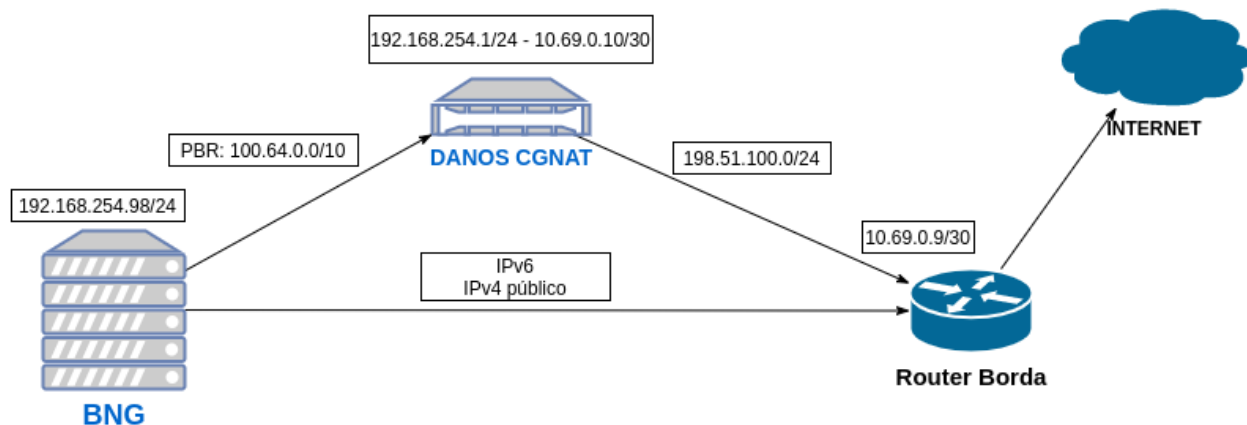 192.168.254.1/24 - 10.69.0.10/30
INTERNET
PBR: 100.64.0.0/10
DANOS CGNAT
198.51.100.0/24
192.168.254.98/24
10.69.0.9/30
IPv6
IPv4 público
Router Borda
BNG